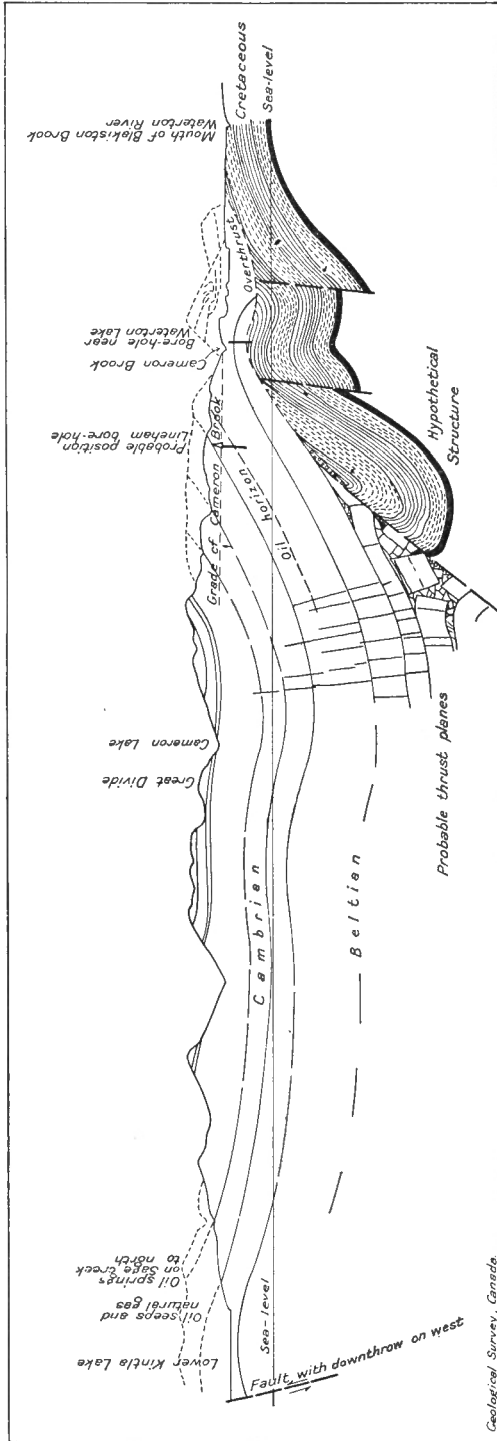 Mouth of Blakiston Brook
Waterton River
Cretaceous
Sea-level
Overthrust
Bore-hole near
Waterton Lake
Cameron Brook
Probable position
Lineham bore-hole
Grade of Cameron Brook
Oil horizon
Hypothetical
Structure
Cameron Lake
Great Divide
Probable thrust planes
Cambrian
Beltian
Oil springs
on Sage Creek
to north
Oil seeps and
natural gas
Lower Kintla Lake
Sea-level
Fault, with downthrow on west
Geological Survey, Canada.